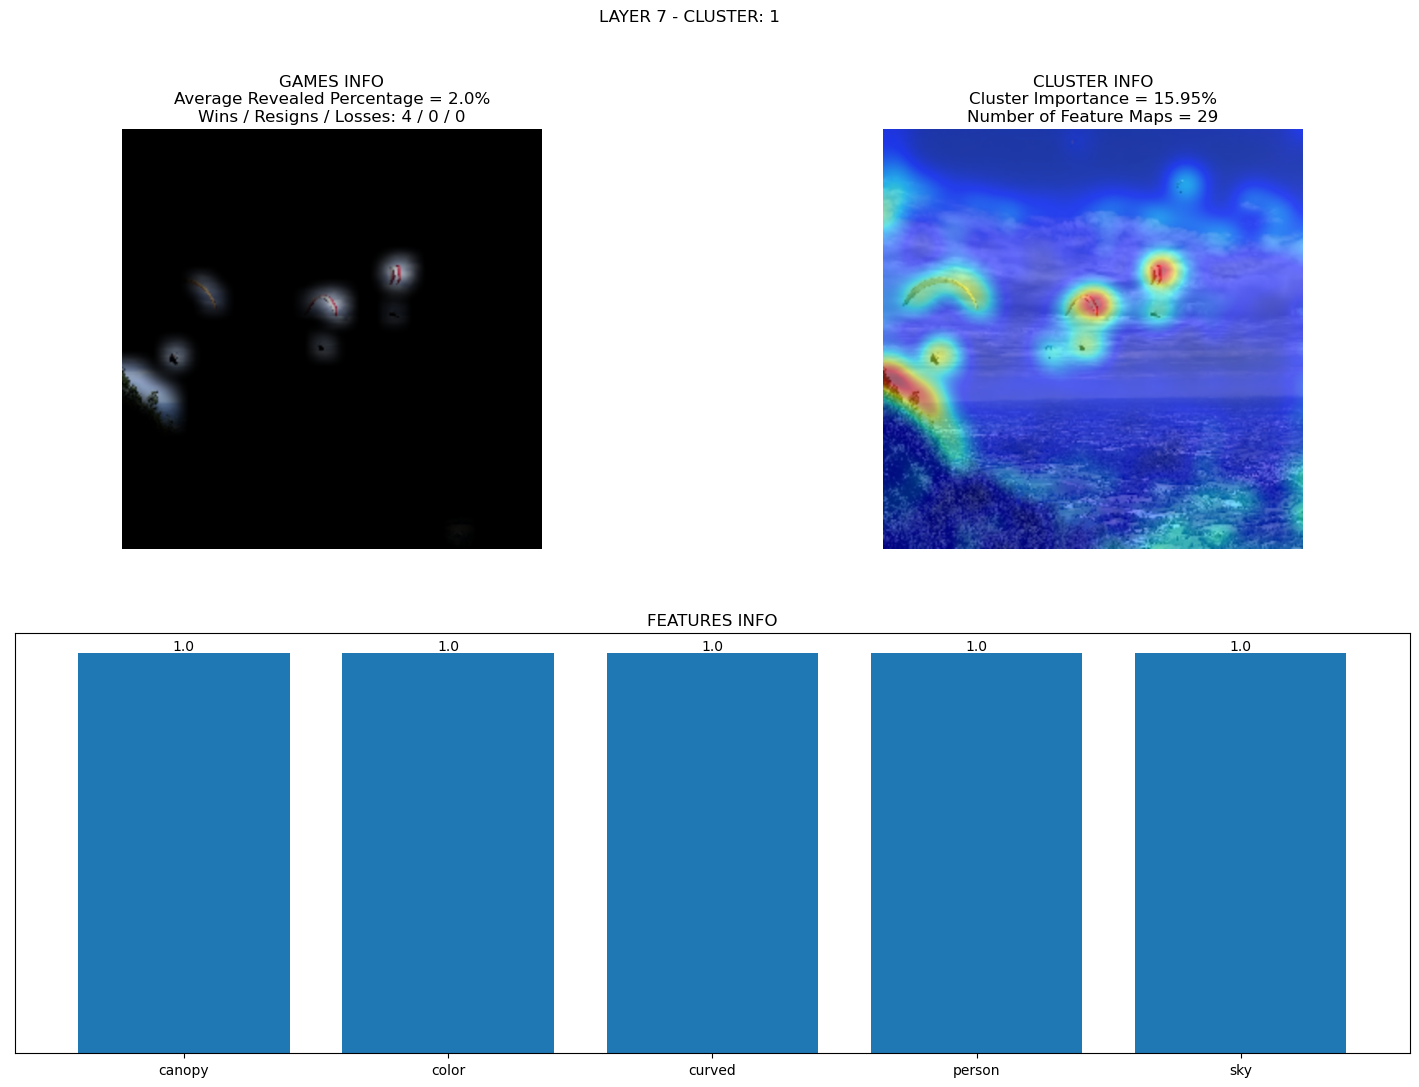 LAYER 7 - CLUSTER: 1
GAMES INFO
Average Revealed Percentage = 2.0%
Wins / Resigns / Losses: 4 / 0 / 0
CLUSTER INFO
Cluster Importance = 15.95%
Number of Feature Maps = 29
FEATURES INFO
1.0 1.0 1.0 1.0 1.0
canopy color curved person sky